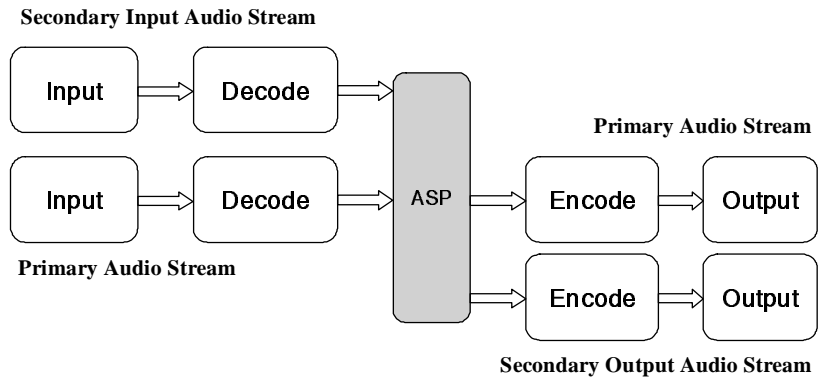 Secondary Input Audio Stream
Input
Decode
Input
Decode
Primary Audio Stream
ASP
Primary Audio Stream
Encode
Output
Encode
Output
Secondary Output Audio Stream